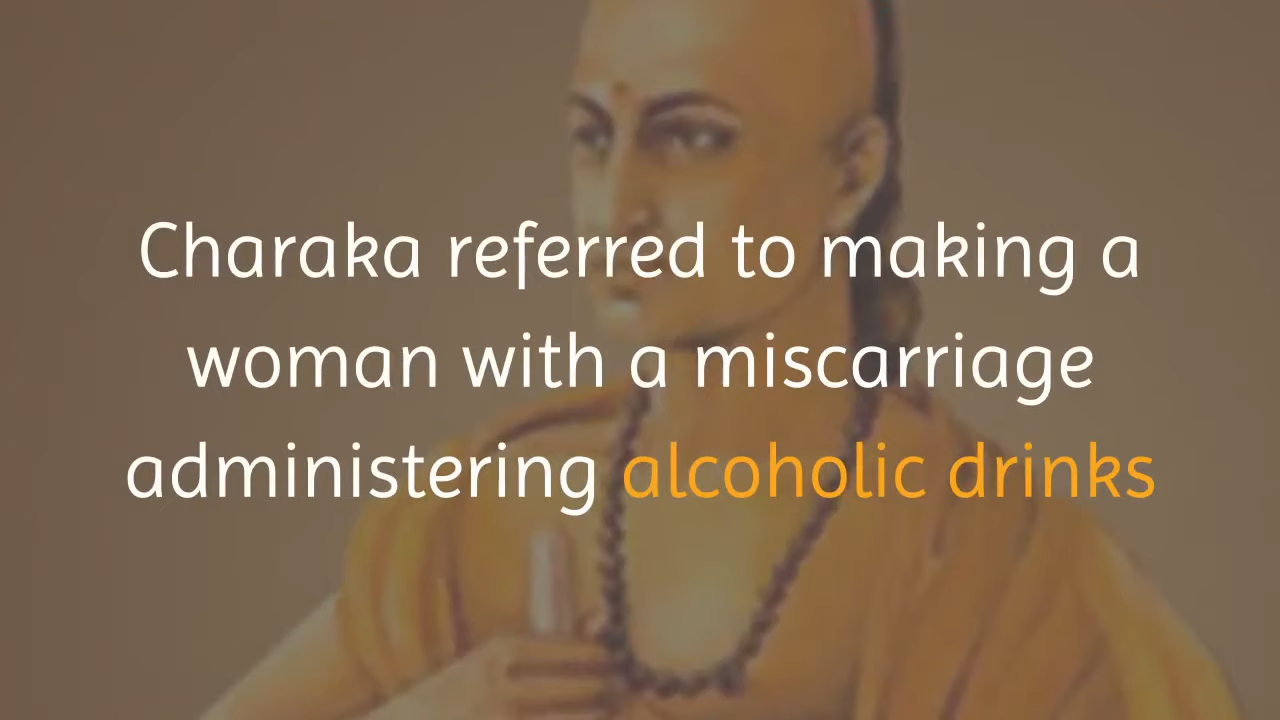 Charaka referred to making a
woman with a miscarriage
administering alcoholic drinks